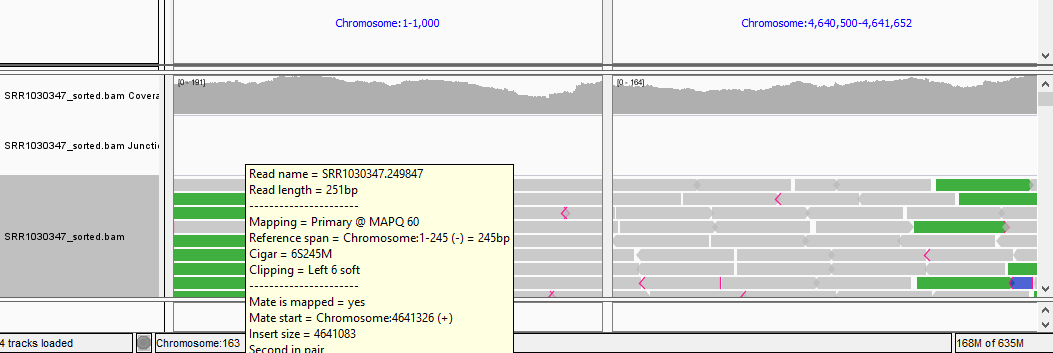 Chromosome:1-1,000
Chromosome:4,640,500-4,641,652
SRR1030347_sorted.bam Covera
[0 - 191]
[0 - 164]
SRR1030347_sorted.bam Juncti
SRR1030347_sorted.bam
Read name = SRR1030347.249847
Read length = 251bp
----------------------
Mapping = Primary @ MAPQ 60
Reference span = Chromosome:1-245 (-) = 245bp
Cigar = 6S245M
Clipping = Left 6 soft
----------------------
Mate is mapped = yes
Mate start = Chromosome:4641326 (+)
Insert size = 4641083
Second in pair
4 tracks loaded
Chromosome:163
168M of 635M